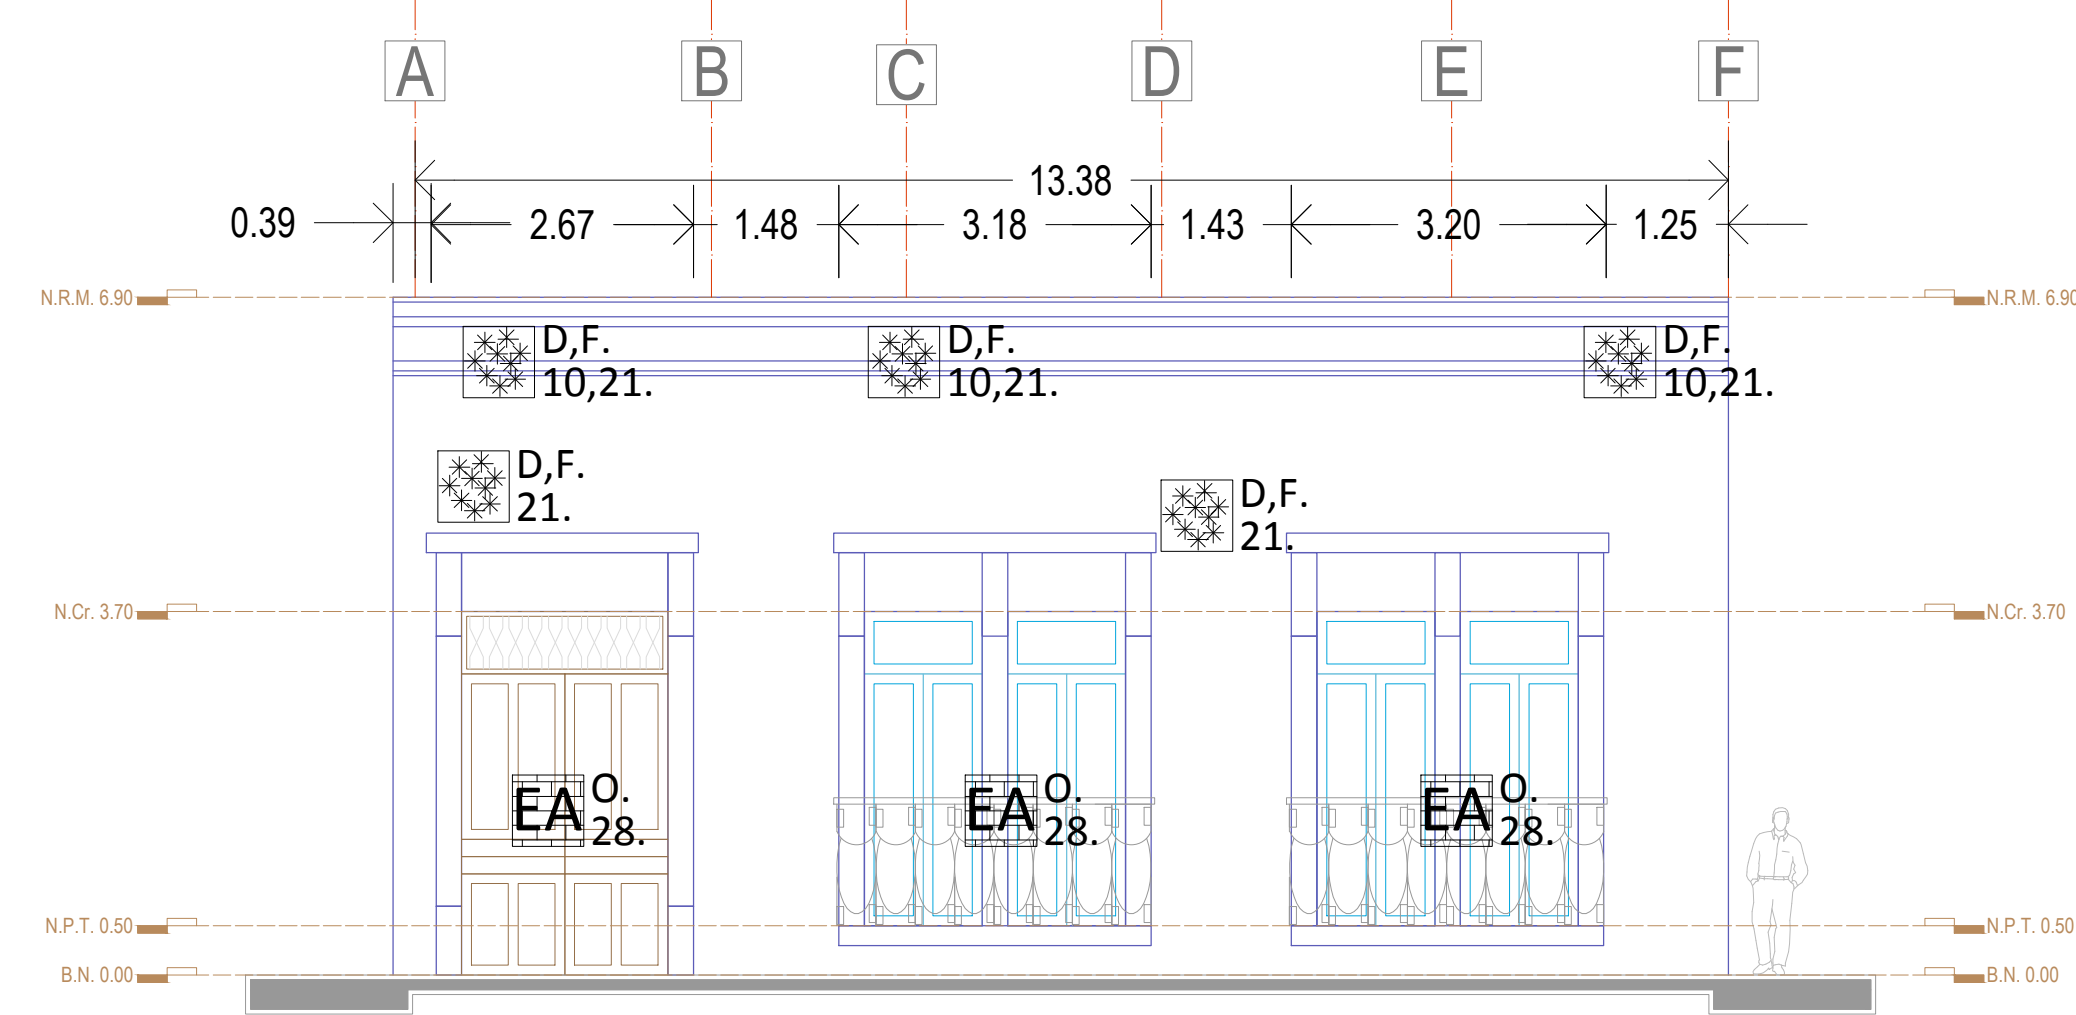 A B C D E F
13.38
0.39 2.67 1.48 3.18 1.43 3.20 1.25
N.R.M. 6.90 N.R.M. 6.90
D,F. D,F. D,F.
10,21. 10,21. 10,21.
D,F.
21.
D,F.
21.
N.Cr. 3.70 N.Cr. 3.70
EA O. EA O. EA O.
28. 28. 28.
N.P.T. 0.50 N.P.T. 0.50
B.N. 0.00 B.N. 0.00